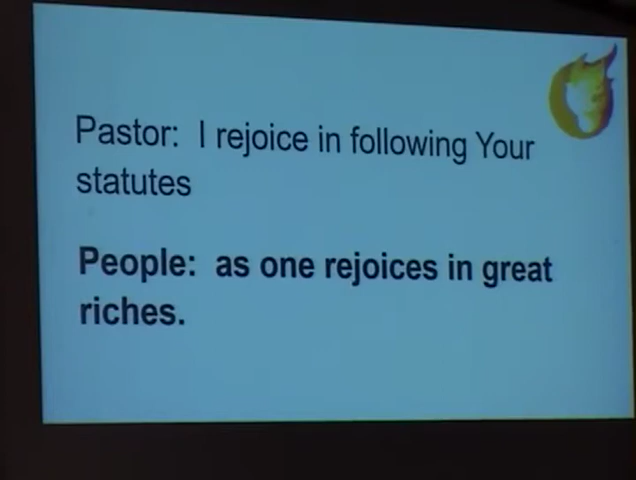 Pastor: I rejoice in following Your
statutes
People: as one rejoices in great
riches.